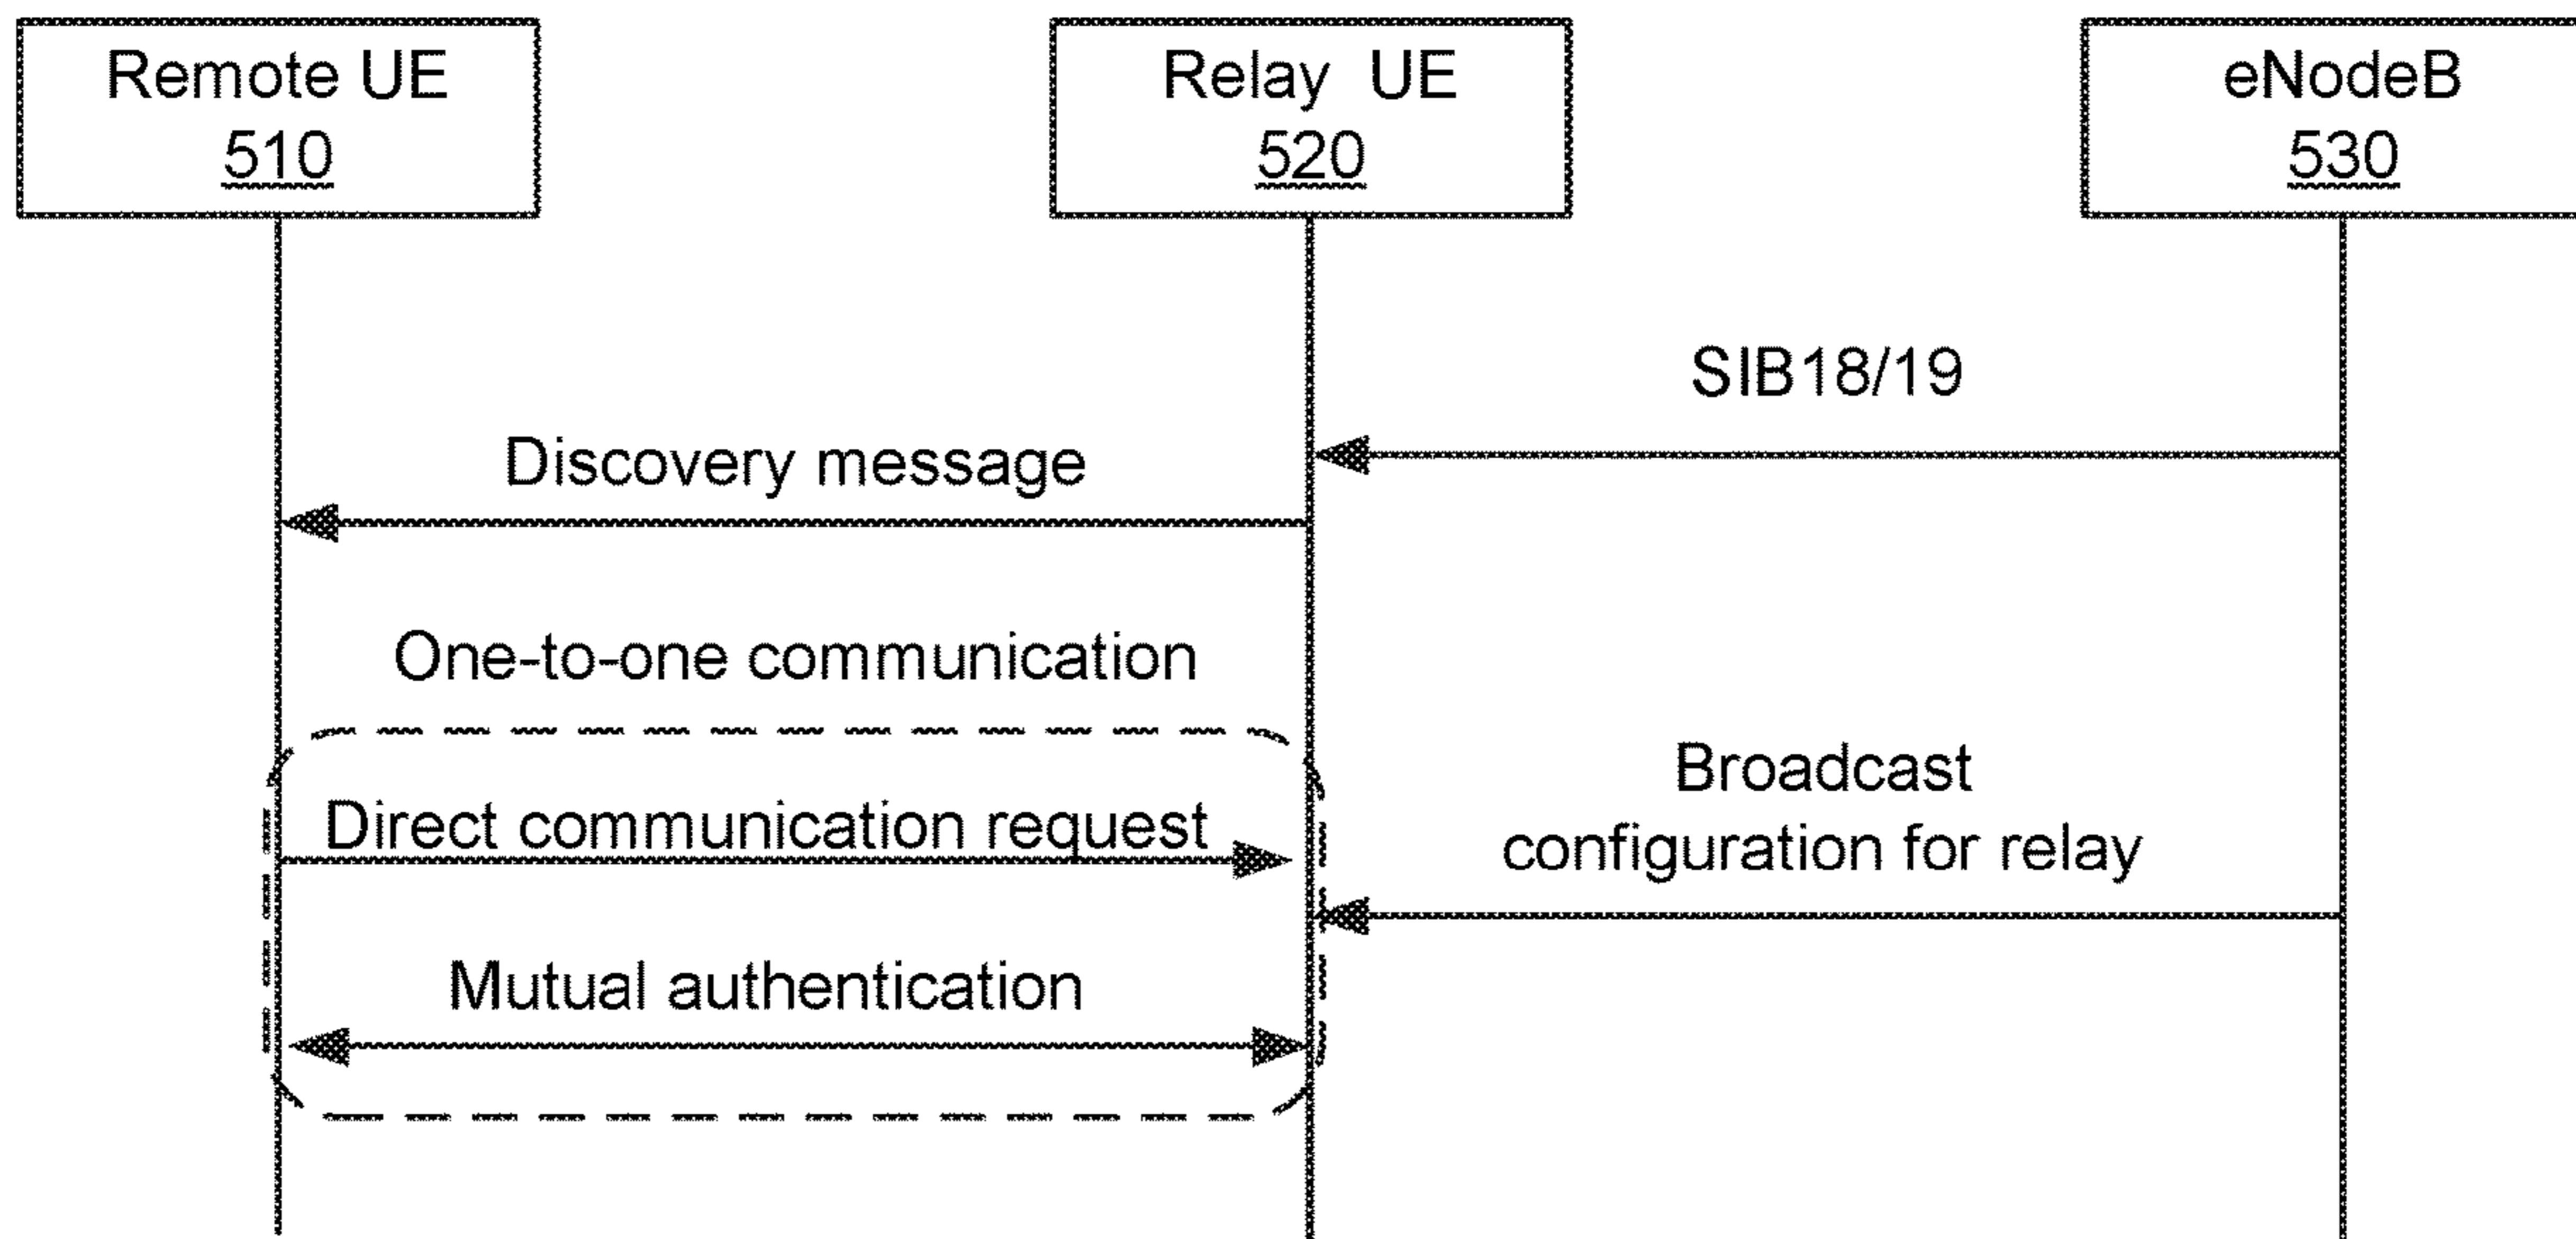 Remote UE
510
Relay UE
520
eNodeB
530
SIB18/19
Discovery message
One-to-one communication
Broadcast
configuration for relay
Direct communication request
Mutual authentication